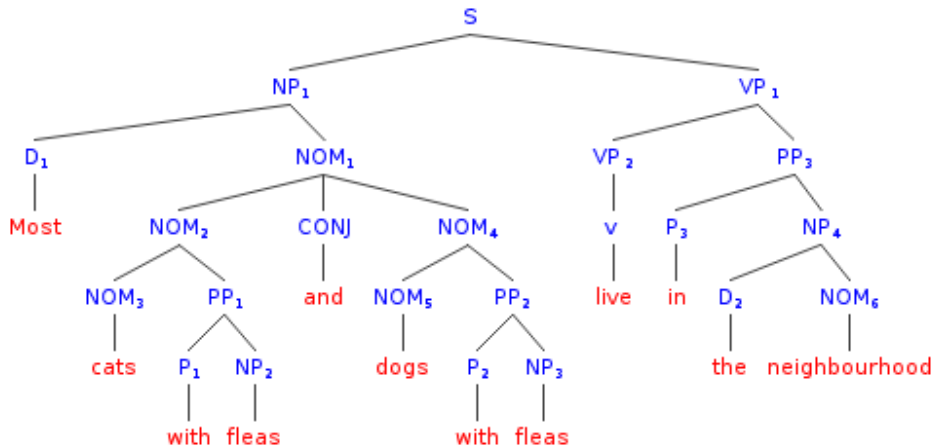 S
NP₁ VP₁
D₁ NOM₁ VP₂ PP₃
Most NOM₂ CONJ NOM₄ v P₃ NP₄
NOM₃ PP₁ and NOM₅ PP₂ live in D₂ NOM₆
cats P₁ NP₂ dogs P₂ NP₃ the neighbourhood
with fleas with fleas